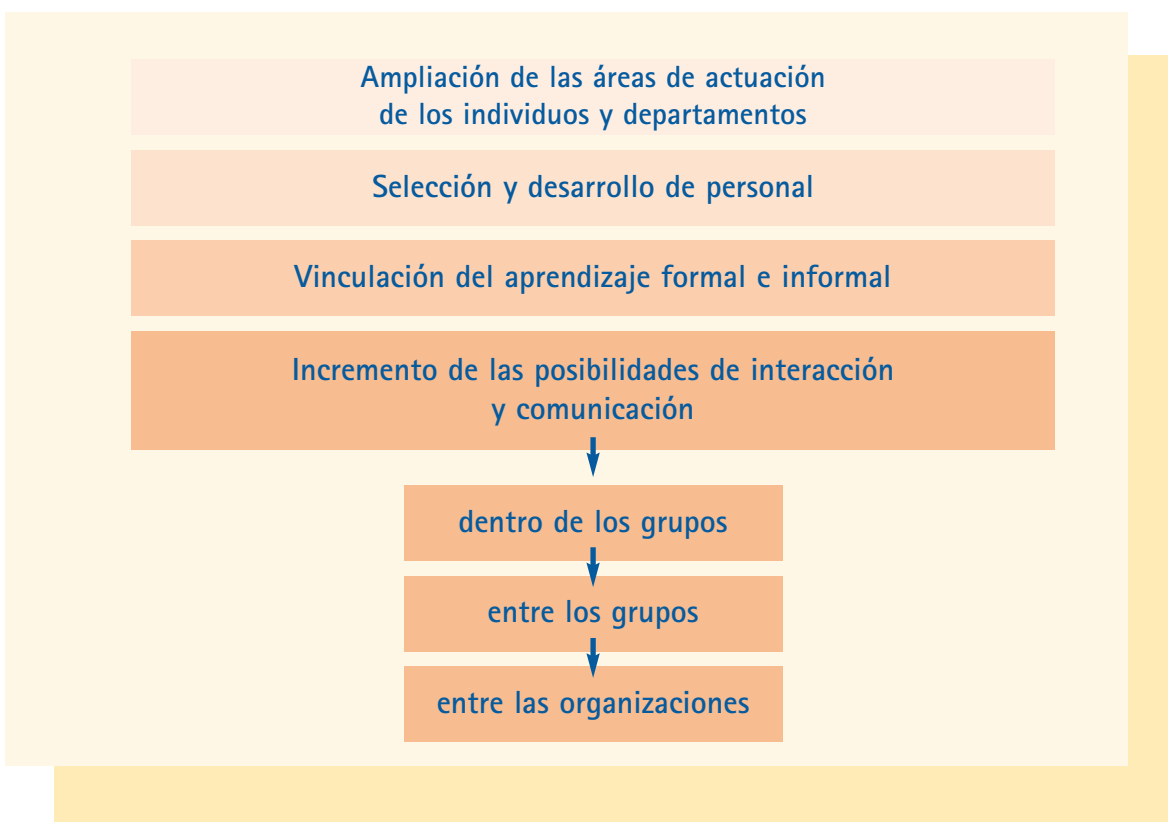 Ampliación de las áreas de actuación
de los individuos y departamentos
Selección y desarrollo de personal
Vinculación del aprendizaje formal e informal
Incremento de las posibilidades de interacción
y comunicación
dentro de los grupos
entre los grupos
entre las organizaciones